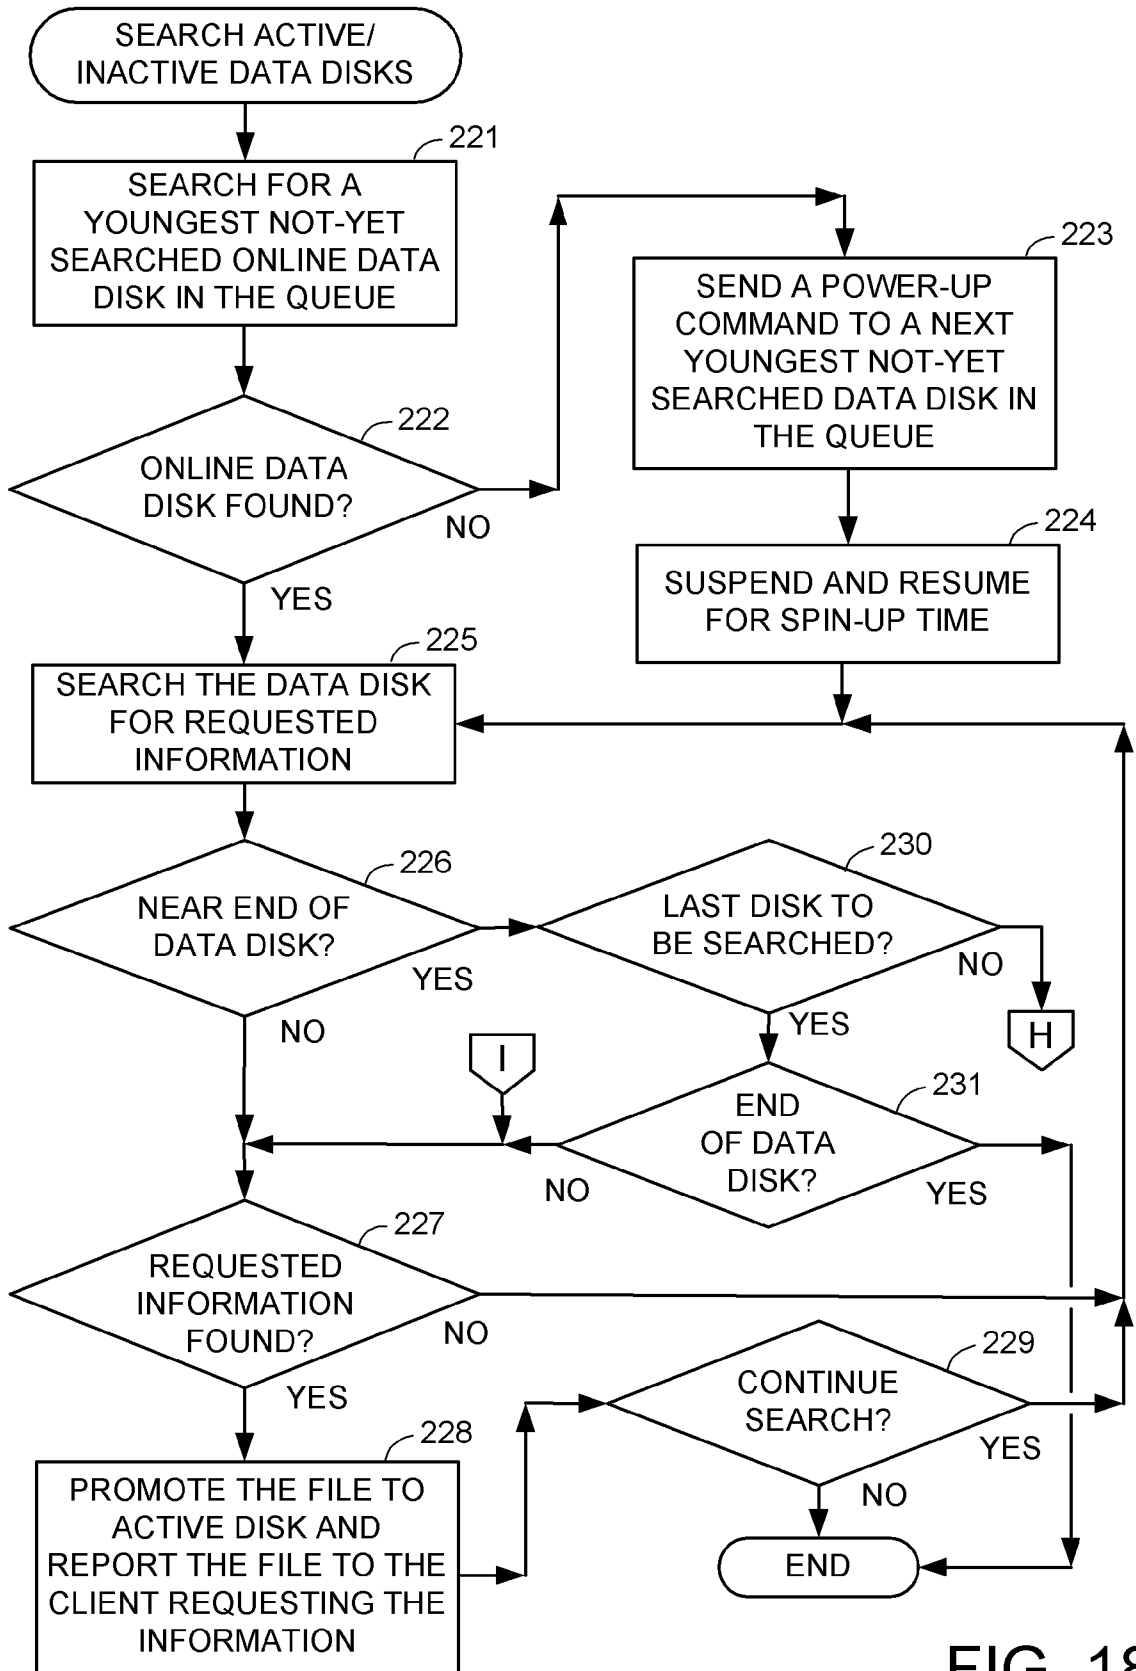 SEARCH ACTIVE/
INACTIVE DATA DISKS
221
SEARCH FOR A
YOUNGEST NOT-YET
SEARCHED ONLINE DATA
DISK IN THE QUEUE
222
ONLINE DATA
DISK FOUND?
NO
YES
223
SEND A POWER-UP
COMMAND TO A NEXT
YOUNGEST NOT-YET
SEARCHED DATA DISK IN
THE QUEUE
224
SUSPEND AND RESUME
FOR SPIN-UP TIME
225
SEARCH THE DATA DISK
FOR REQUESTED
INFORMATION
226
NEAR END OF
DATA DISK?
YES
NO
230
LAST DISK TO
BE SEARCHED?
NO
YES
H
I
231
END
OF DATA
DISK?
NO
YES
227
REQUESTED
INFORMATION
FOUND?
NO
YES
228
PROMOTE THE FILE TO
ACTIVE DISK AND
REPORT THE FILE TO THE
CLIENT REQUESTING THE
INFORMATION
229
CONTINUE
SEARCH?
YES
NO
END
FIG. 18